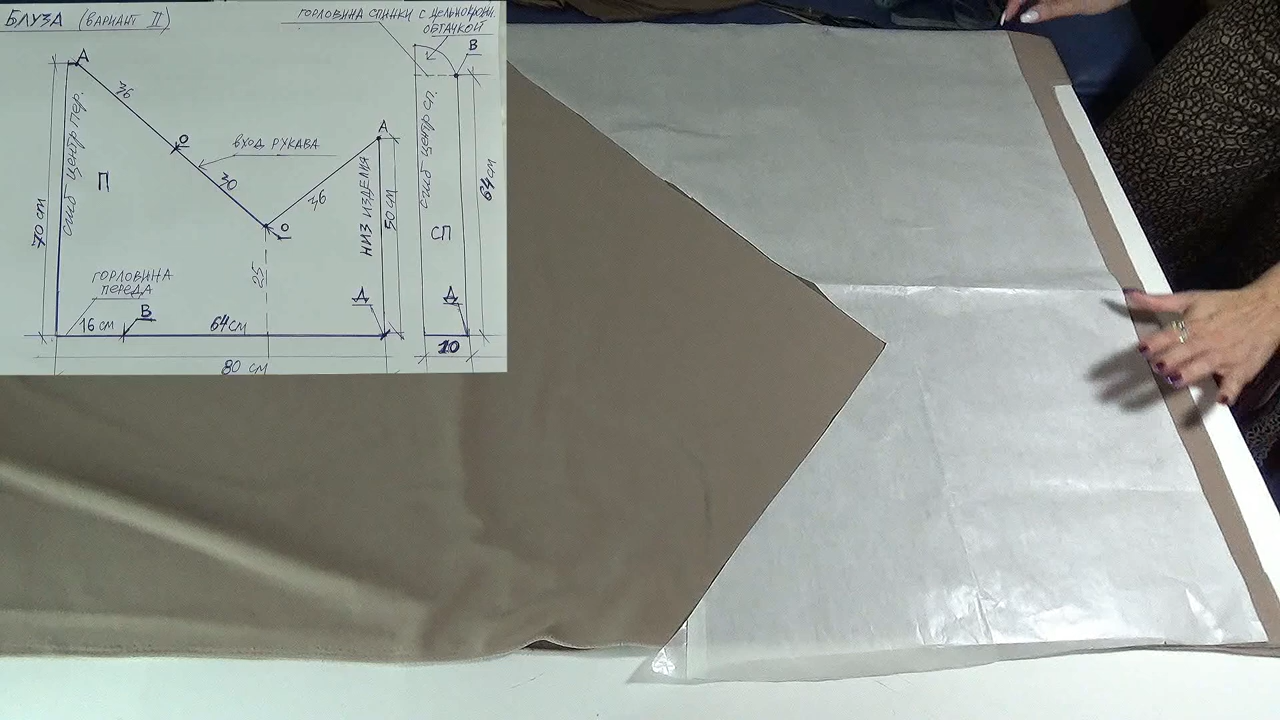 БЛУЗА (ВАРИАНТ II)
ГОРЛОВИНА СПИНКИ С ЦЕЛЬНОКРОЙН.
ОБТАЧКОЙ
А
36
О
ВХОД РУКАВА
30
О
36
А
СГИБ ЦЕНТР ПЕР.
П
70 см
ГОРЛОВИНА
ПЕРЕДА
16 см
В
64 см
25
80 см
НИЗ ИЗДЕЛИЯ
50 см
Д
В
СГИБ ЦЕНТР СП.
СП
64 см
Д
10